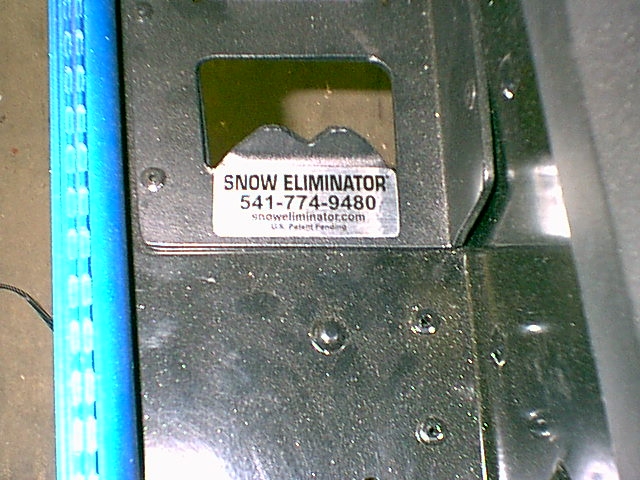 SNOW ELIMINATOR
541-774-9480
snoweliminator.com
U.S. Patent Pending